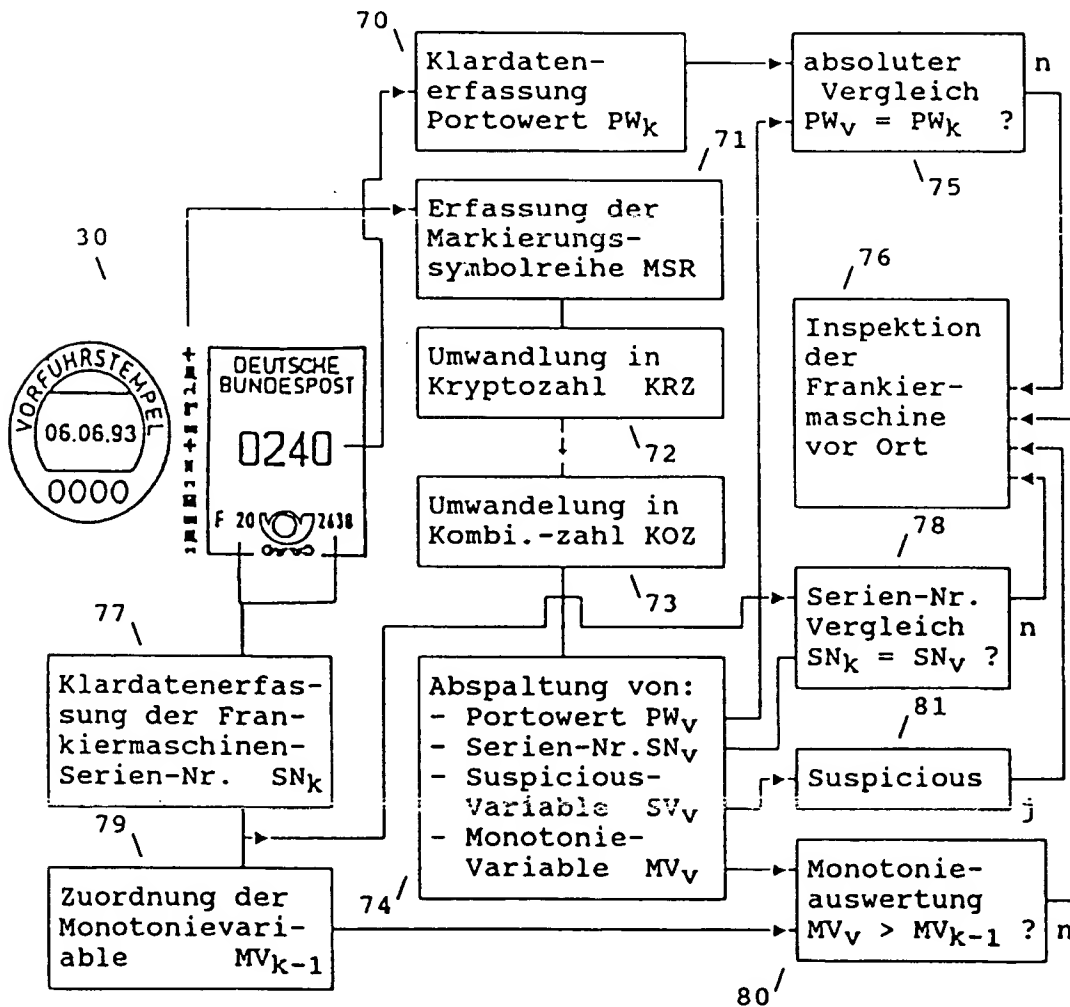 70
Klardaten-
erfassung
Portowert PWk
absoluter
Vergleich
PWv = PWk ?
n
75
71
Erfassung der
Markierungs-
symbolreihe MSR
30
VORFUHRSTEMPEL
06.06.93
0000
DEUTSCHE
BUNDESPOST
0240
F 20 2438
Umwandlung in
Kryptozahl KRZ
72
Umwandelung in
Kombi.-zahl KOZ
73
76
Inspektion
der
Frankier-
maschine
vor Ort
78
Serien-Nr.
Vergleich
SNk = SNv ?
n
77
Klardatenerfas-
sung der Fran-
kiermaschinen-
Serien-Nr. SNk
Abspaltung von:
- Portowert PWv
- Serien-Nr.SNv
- Suspicious-
Variable SVv
- Monotonie-
Variable MVv
74
81
Suspicious
j
79
Zuordnung der
Monotonievari-
able MVk-1
Monotonie-
auswertung
MVv > MVk-1 ?
n
80